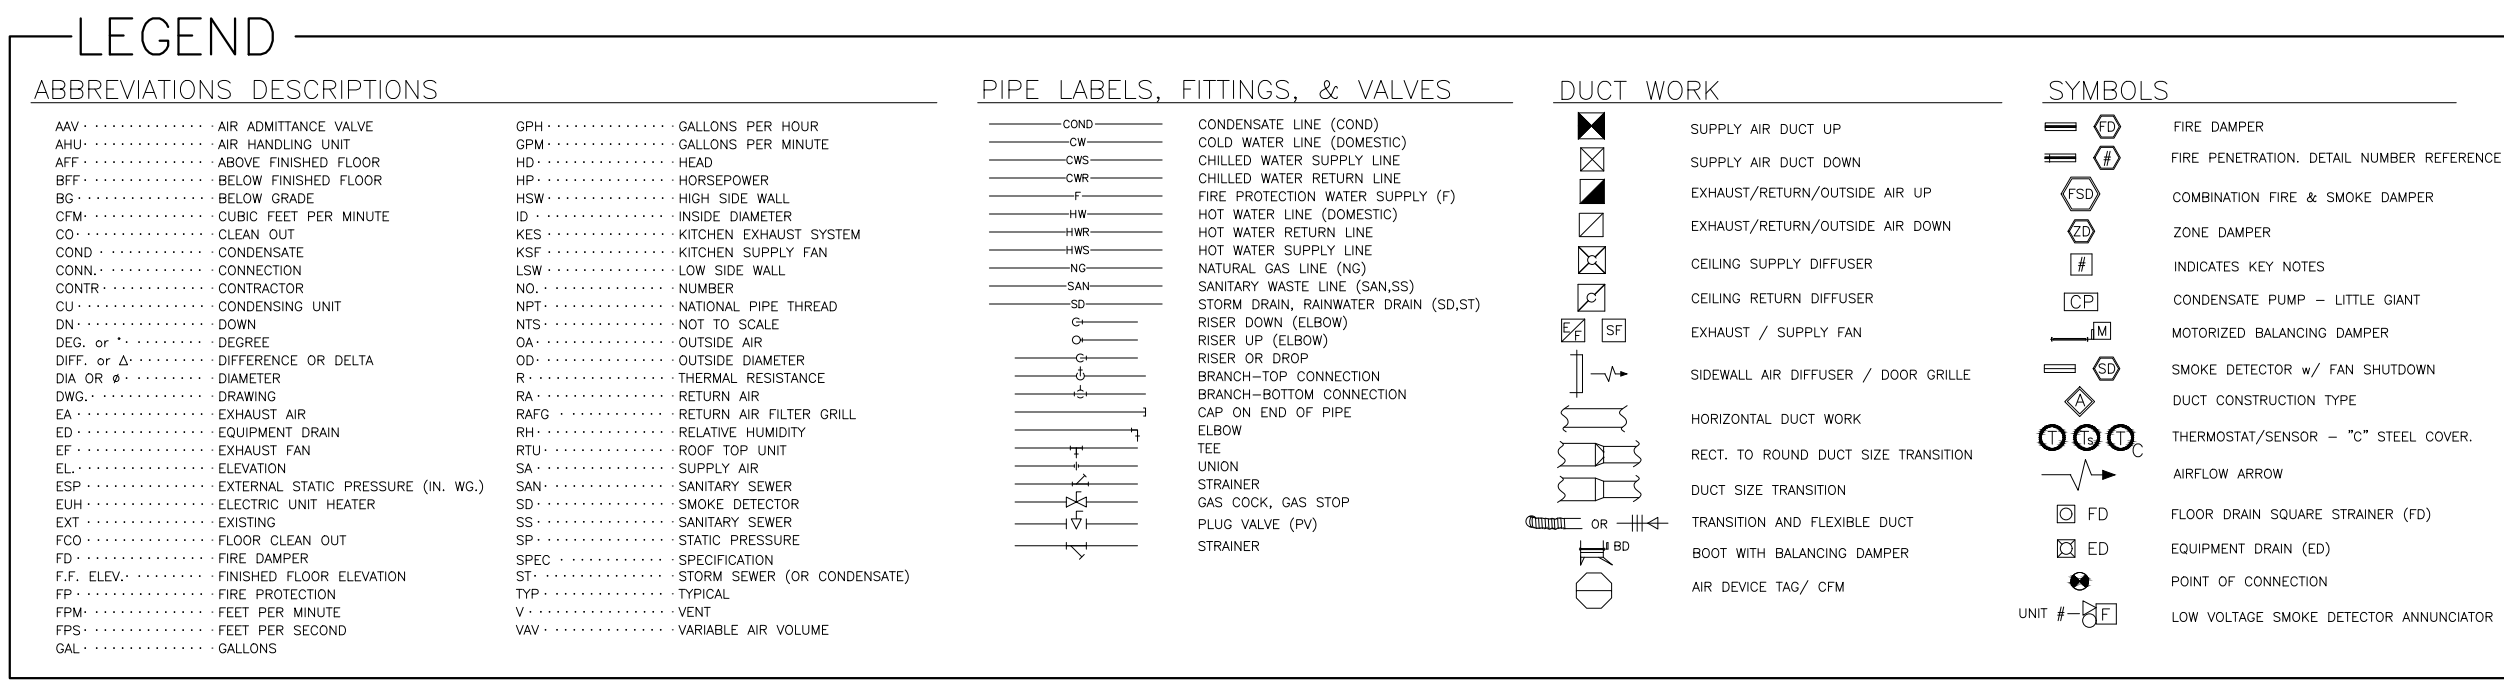 LEGEND
ABBREVIATIONS DESCRIPTIONS
AAV · · · · · · · · · · · · · AIR ADMITTANCE VALVE
AHU · · · · · · · · · · · · · AIR HANDLING UNIT
AFF · · · · · · · · · · · · · ABOVE FINISHED FLOOR
BFF · · · · · · · · · · · · · BELOW FINISHED FLOOR
BG · · · · · · · · · · · · · BELOW GRADE
CFM · · · · · · · · · · · · · CUBIC FEET PER MINUTE
CO · · · · · · · · · · · · · CLEAN OUT
COND · · · · · · · · · · · · CONDENSATE
CONN. · · · · · · · · · · · · CONNECTION
CONTR · · · · · · · · · · · · CONTRACTOR
CU · · · · · · · · · · · · · CONDENSING UNIT
DN · · · · · · · · · · · · · DOWN
DEG. or ° · · · · · · · · · · DEGREE
DIFF. or Δ · · · · · · · · · DIFFERENCE OR DELTA
DIA OR ø · · · · · · · · · DIAMETER
DWG. · · · · · · · · · · · · DRAWING
EA · · · · · · · · · · · · · EXHAUST AIR
ED · · · · · · · · · · · · · EQUIPMENT DRAIN
EF · · · · · · · · · · · · · EXHAUST FAN
EL. · · · · · · · · · · · · · ELEVATION
ESP · · · · · · · · · · · · · EXTERNAL STATIC PRESSURE (IN. WG.)
EUH · · · · · · · · · · · · · ELECTRIC UNIT HEATER
EXT · · · · · · · · · · · · · EXISTING
FCO · · · · · · · · · · · · · FLOOR CLEAN OUT
FD · · · · · · · · · · · · · FIRE DAMPER
F.F. ELEV. · · · · · · · · · FINISHED FLOOR ELEVATION
FP · · · · · · · · · · · · · FIRE PROTECTION
FPM · · · · · · · · · · · · · FEET PER MINUTE
FPS · · · · · · · · · · · · · FEET PER SECOND
GAL · · · · · · · · · · · · · GALLONS
GPH · · · · · · · · · · · · · GALLONS PER HOUR
GPM · · · · · · · · · · · · · GALLONS PER MINUTE
HD · · · · · · · · · · · · · HEAD
HP · · · · · · · · · · · · · HORSEPOWER
HSW · · · · · · · · · · · · · HIGH SIDE WALL
ID · · · · · · · · · · · · · INSIDE DIAMETER
KES · · · · · · · · · · · · · KITCHEN EXHAUST SYSTEM
KSF · · · · · · · · · · · · · KITCHEN SUPPLY FAN
LSW · · · · · · · · · · · · · LOW SIDE WALL
NO. · · · · · · · · · · · · · NUMBER
NPT · · · · · · · · · · · · · NATIONAL PIPE THREAD
NTS · · · · · · · · · · · · · NOT TO SCALE
OA · · · · · · · · · · · · · OUTSIDE AIR
OD · · · · · · · · · · · · · OUTSIDE DIAMETER
R · · · · · · · · · · · · · · THERMAL RESISTANCE
RA · · · · · · · · · · · · · RETURN AIR
RAFG · · · · · · · · · · · · RETURN AIR FILTER GRILL
RH · · · · · · · · · · · · · RELATIVE HUMIDITY
RTU · · · · · · · · · · · · · ROOF TOP UNIT
SA · · · · · · · · · · · · · SUPPLY AIR
SAN · · · · · · · · · · · · · SANITARY SEWER
SD · · · · · · · · · · · · · SMOKE DETECTOR
SS · · · · · · · · · · · · · SANITARY SEWER
SP · · · · · · · · · · · · · STATIC PRESSURE
SPEC · · · · · · · · · · · · SPECIFICATION
ST · · · · · · · · · · · · · STORM SEWER (OR CONDENSATE)
TYP · · · · · · · · · · · · · TYPICAL
V · · · · · · · · · · · · · · VENT
VAV · · · · · · · · · · · · · VARIABLE AIR VOLUME
PIPE LABELS, FITTINGS, & VALVES
COND CONDENSATE LINE (COND)
CW COLD WATER LINE (DOMESTIC)
CWS CHILLED WATER SUPPLY LINE
CWR CHILLED WATER RETURN LINE
F FIRE PROTECTION WATER SUPPLY (F)
HW HOT WATER LINE (DOMESTIC)
HWR HOT WATER RETURN LINE
HWS HOT WATER SUPPLY LINE
NG NATURAL GAS LINE (NG)
SAN SANITARY WASTE LINE (SAN,SS)
SD STORM DRAIN, RAINWATER DRAIN (SD,ST)
RISER DOWN (ELBOW)
RISER UP (ELBOW)
RISER OR DROP
BRANCH-TOP CONNECTION
BRANCH-BOTTOM CONNECTION
CAP ON END OF PIPE
ELBOW
TEE
UNION
STRAINER
GAS COCK, GAS STOP
PLUG VALVE (PV)
STRAINER
DUCT WORK
SUPPLY AIR DUCT UP
SUPPLY AIR DUCT DOWN
EXHAUST/RETURN/OUTSIDE AIR UP
EXHAUST/RETURN/OUTSIDE AIR DOWN
CEILING SUPPLY DIFFUSER
CEILING RETURN DIFFUSER
E/F SF EXHAUST / SUPPLY FAN
SIDEWALL AIR DIFFUSER / DOOR GRILLE
HORIZONTAL DUCT WORK
RECT. TO ROUND DUCT SIZE TRANSITION
DUCT SIZE TRANSITION
OR TRANSITION AND FLEXIBLE DUCT
BD BOOT WITH BALANCING DAMPER
AIR DEVICE TAG/ CFM
SYMBOLS
FD FIRE DAMPER
# FIRE PENETRATION. DETAIL NUMBER REFERENCE
FSD COMBINATION FIRE & SMOKE DAMPER
ZD ZONE DAMPER
# INDICATES KEY NOTES
CP CONDENSATE PUMP - LITTLE GIANT
M MOTORIZED BALANCING DAMPER
SD SMOKE DETECTOR w/ FAN SHUTDOWN
A DUCT CONSTRUCTION TYPE
T Ts T C THERMOSTAT/SENSOR - "C" STEEL COVER.
AIRFLOW ARROW
FD FLOOR DRAIN SQUARE STRAINER (FD)
ED EQUIPMENT DRAIN (ED)
POINT OF CONNECTION
UNIT # F LOW VOLTAGE SMOKE DETECTOR ANNUNCIATOR